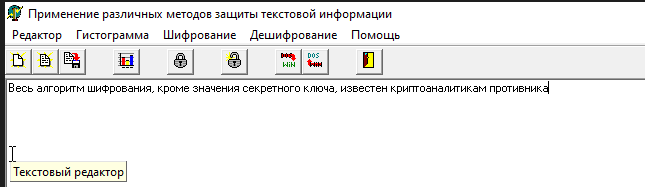 Применение различных методов защиты текстовой информации
Редактор Гистограмма Шифрование Дешифрование Помощь
WIN DOS WIN
Весь алгоритм шифрования, кроме значения секретного ключа, известен криптоаналитикам противника
Текстовый редактор